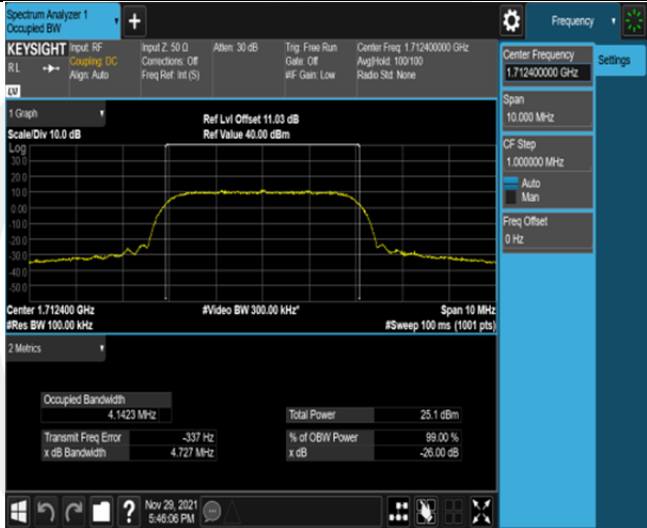 Spectrum Analyzer 1
Occupied BW
Frequency
KEYSIGHT Input: RF Input Z: 50 Ω Atten: 30 dB Trig: Free Run Center Freq: 1.712400000 GHz
RL Coupling: DC Corrections: Off Gate: Off Avg|Hold: 100/100
Align: Auto Freq Ref: Int (S) #IF Gain: Low Radio Std: None
LV
Center Frequency
1.712400000 GHz
Settings
Span
10.000 MHz
CF Step
1.000000 MHz
Auto
Man
Freq Offset
0 Hz
1 Graph
Ref Lvl Offset 11.03 dB
Scale/Div 10.0 dB Ref Value 40.00 dBm
Log
30.0
20.0
10.0
0.00
-10.0
-20.0
-30.0
-40.0
-50.0
Center 1.712400 GHz #Video BW 300.00 kHz* Span 10 MHz
#Res BW 100.00 kHz #Sweep 100 ms (1001 pts)
2 Metrics
Occupied Bandwidth
4.1423 MHz Total Power 25.1 dBm
Transmit Freq Error -337 Hz % of OBW Power 99.00 %
x dB Bandwidth 4.727 MHz x dB -26.00 dB
?
Nov 29, 2021
5:46:06 PM